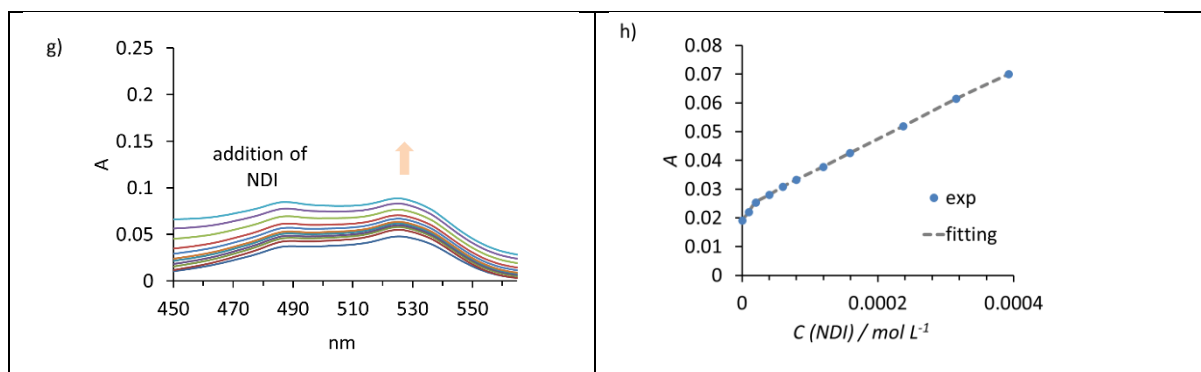 g)
0.25
0.2
0.15
0.1
0.05
0
A
addition of
NDI
450
470
490
510
530
550
nm
h)
0.08
0.07
0.06
0.05
0.04
0.03
0.02
0.01
0
A
exp
fitting
0
0.0002
0.0004
C (NDI) / mol L-1